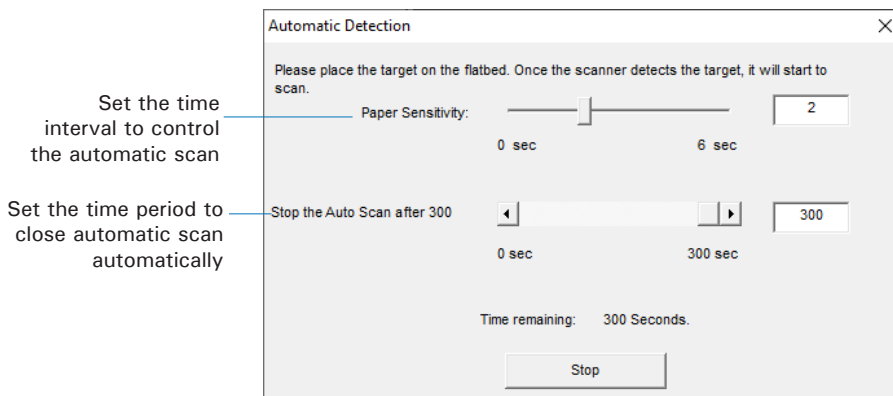 Automatic Detection
Please place the target on the flatbed. Once the scanner detects the target, it will start to
scan.
Set the time
interval to control
the automatic scan
Paper Sensitivity:
2
0 sec
6 sec
Set the time period to
close automatic scan
automatically
Stop the Auto Scan after 300
300
0 sec
300 sec
Time remaining: 300 Seconds.
Stop